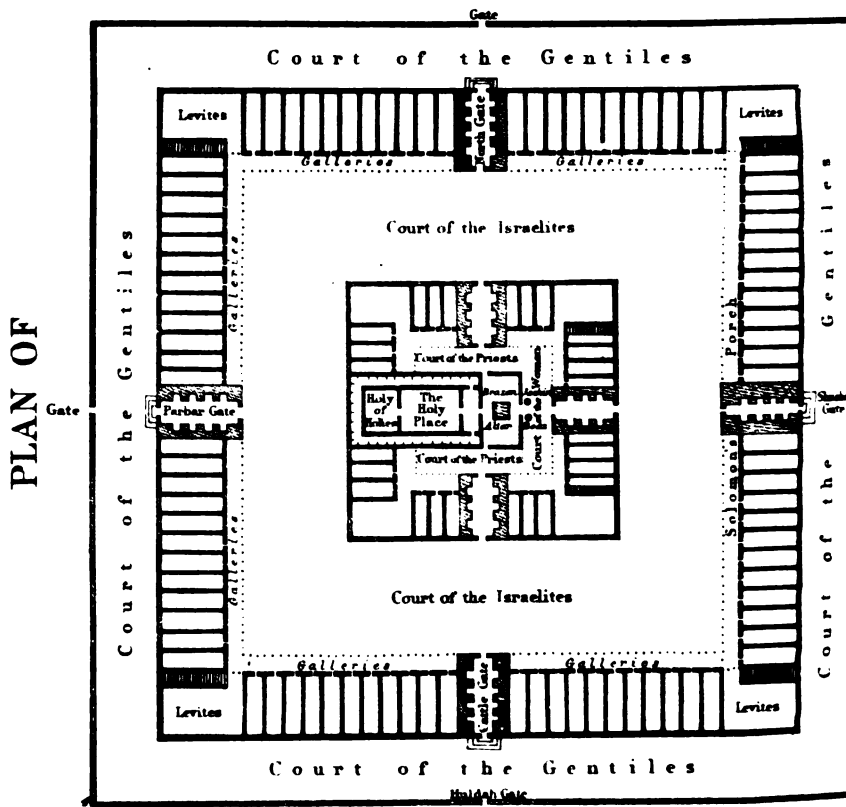 PLAN OF
Gate
Court of the Gentiles
Levites
North Gate
Levites
Galleries
Galleries
Court of the Israelites
Court of the Gentiles
Galleries
Porch
Gentiles
Court of the Priests
Gate
Parbar Gate
Holy
of
Holies
The
Holy
Place
Brazen
Altar
Court of the Women
Gate
Court of the Priests
Solomon's
Galleries
Court of the
Court of the Israelites
Galleries
Galleries
Levites
Cattle Gate
Levites
Court of the Gentiles
Huldah Gate